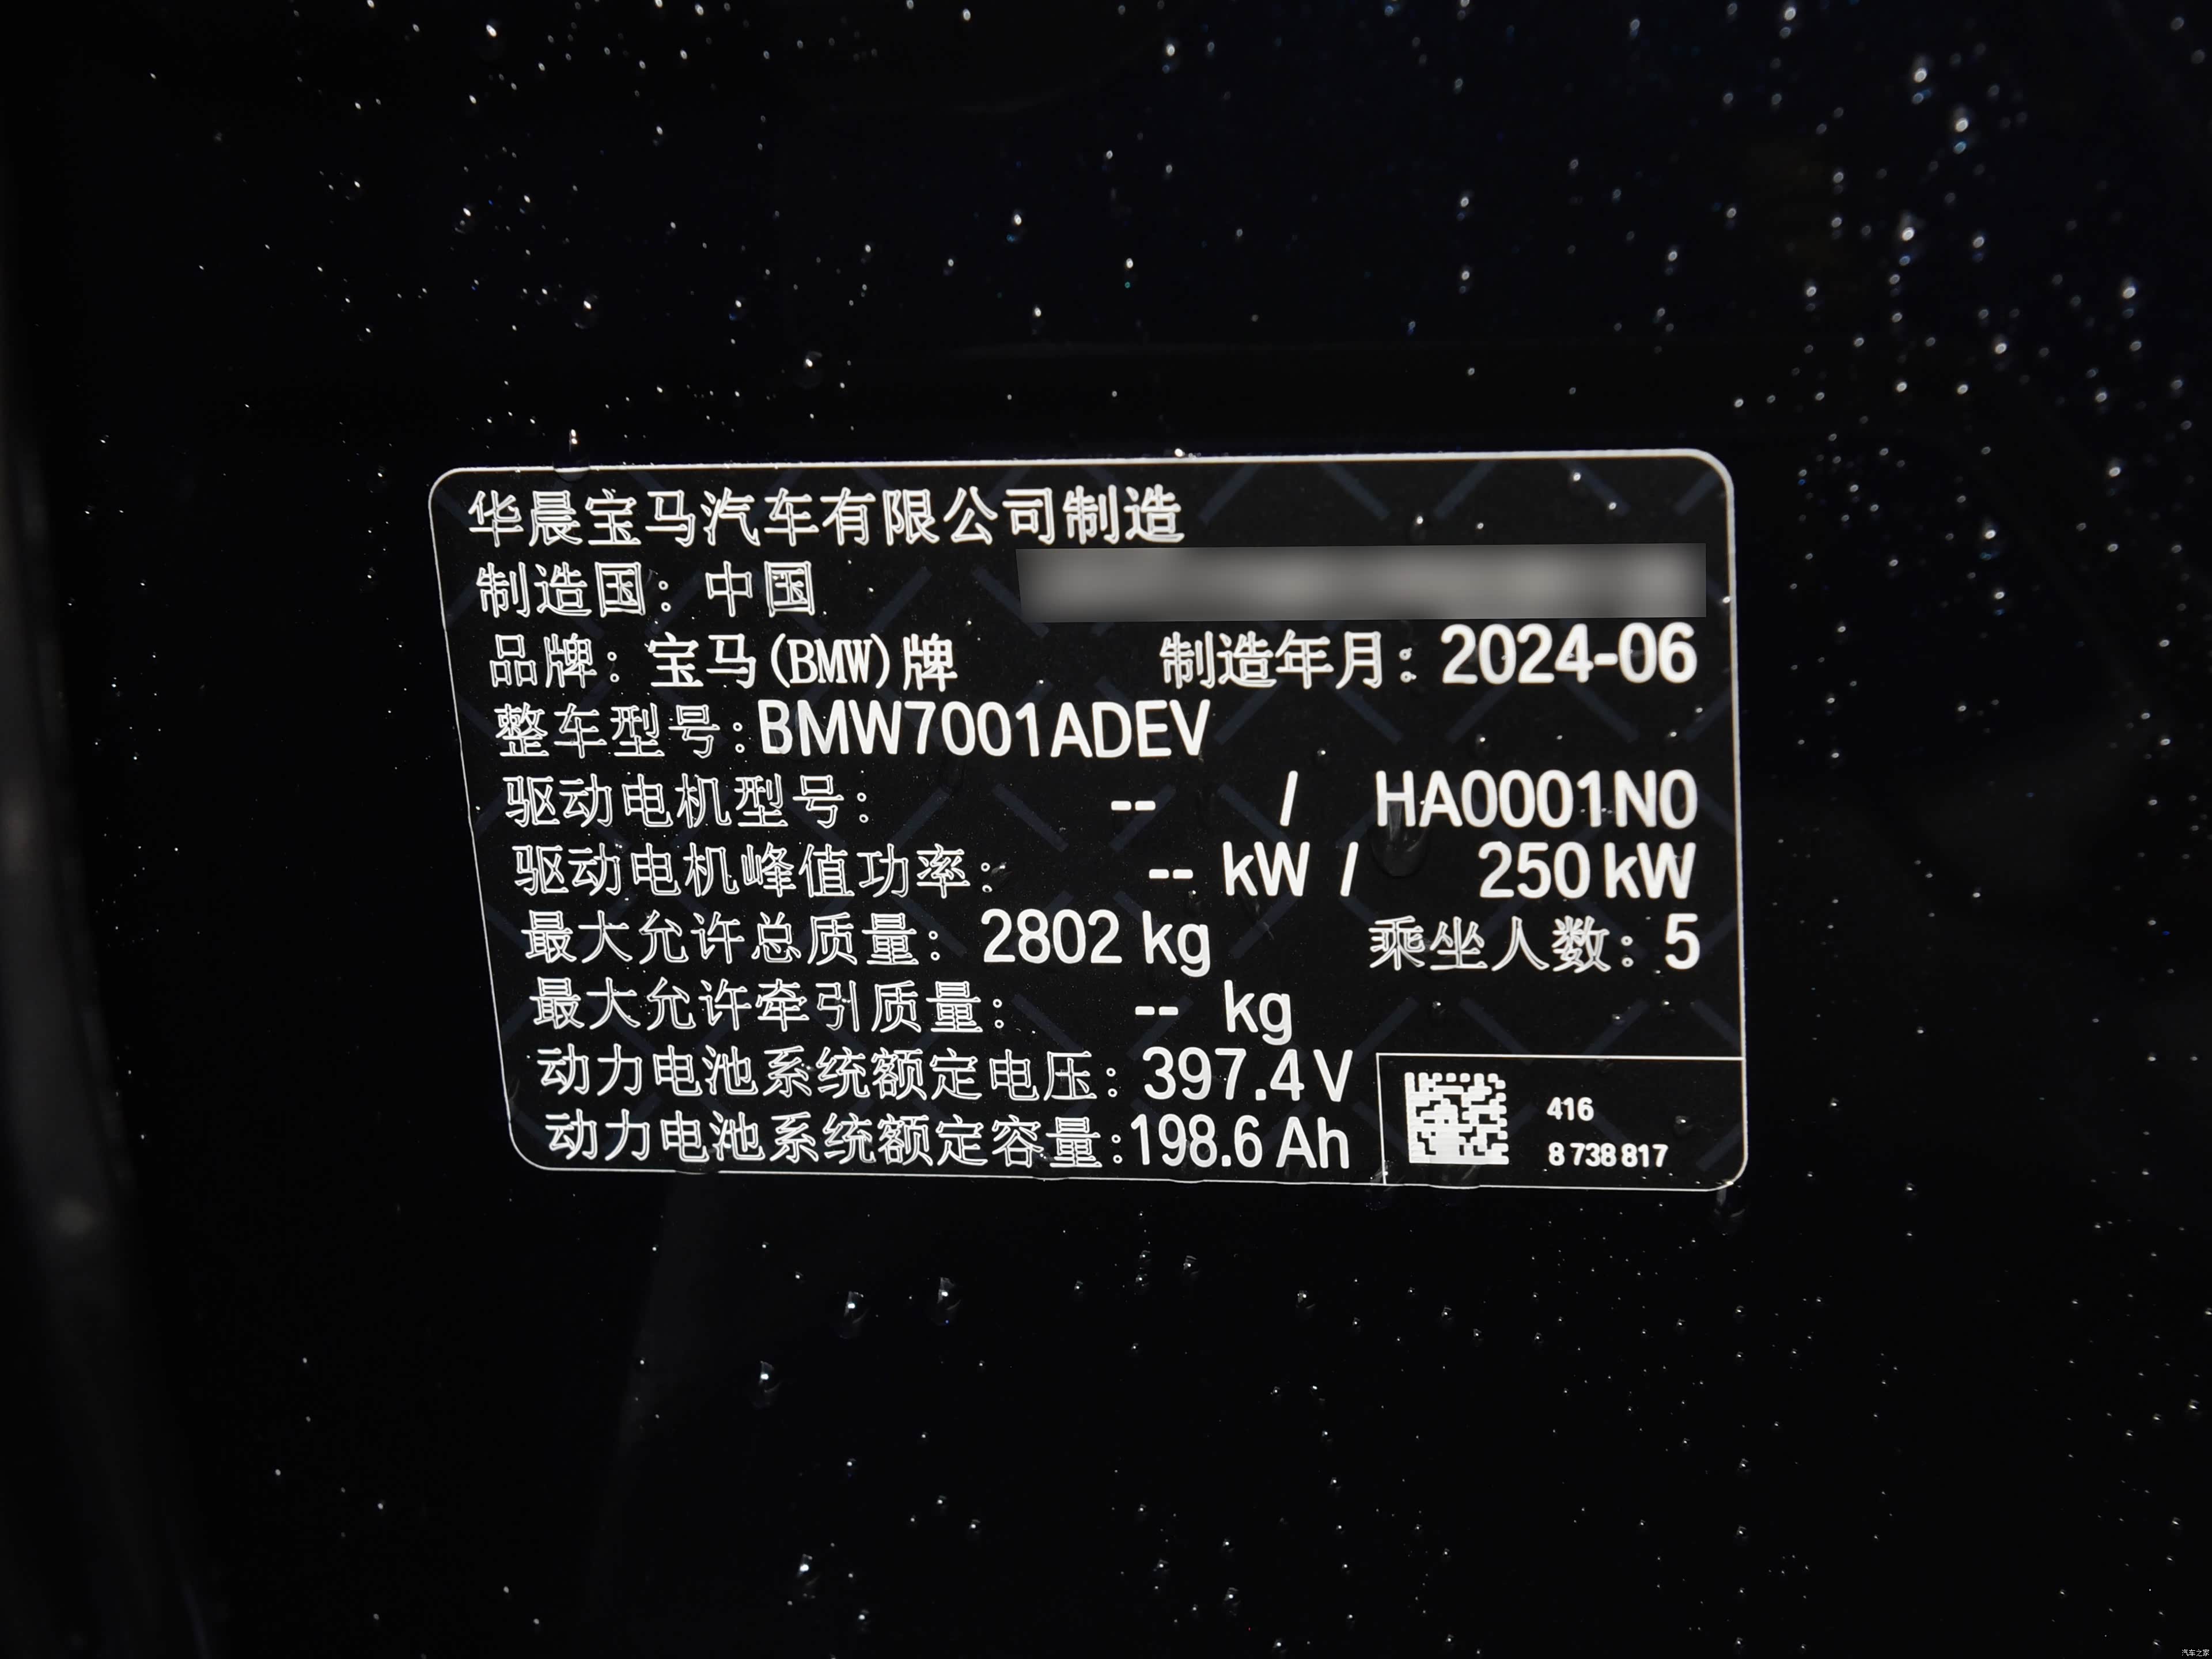 华晨宝马汽车有限公司制造
制造国：中国
品牌：宝马(BMW)牌 制造年月：2024-06
整车型号:BMW7001ADEV
驱动电机型号： -- / HA0001N0
驱动电机峰值功率： -- kW / 250 kW
最大允许总质量：2802 kg 乘坐人数：5
最大允许牵引质量： -- kg
动力电池系统额定电压：397.4 V
动力电池系统额定容量:198.6 Ah
416
8 738 817
汽车之家